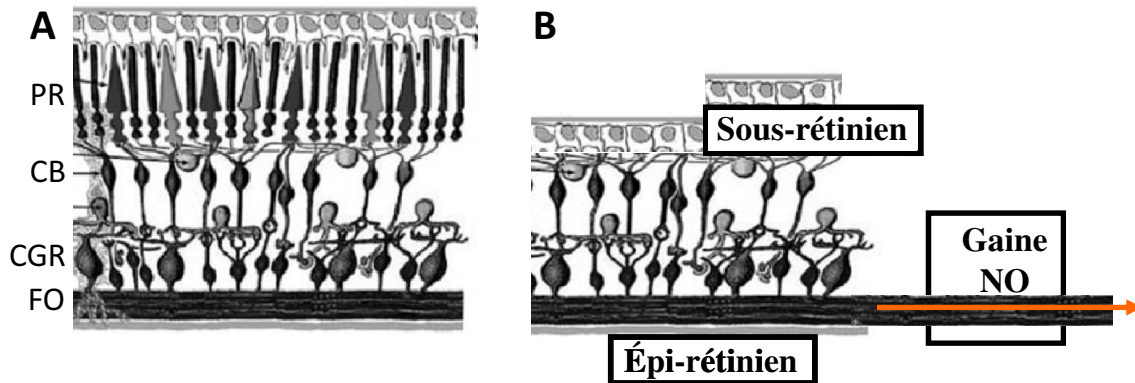 A
PR
CB
CGR
FO
B
Sous-rétinien
Gaine
NO
Épi-rétinien